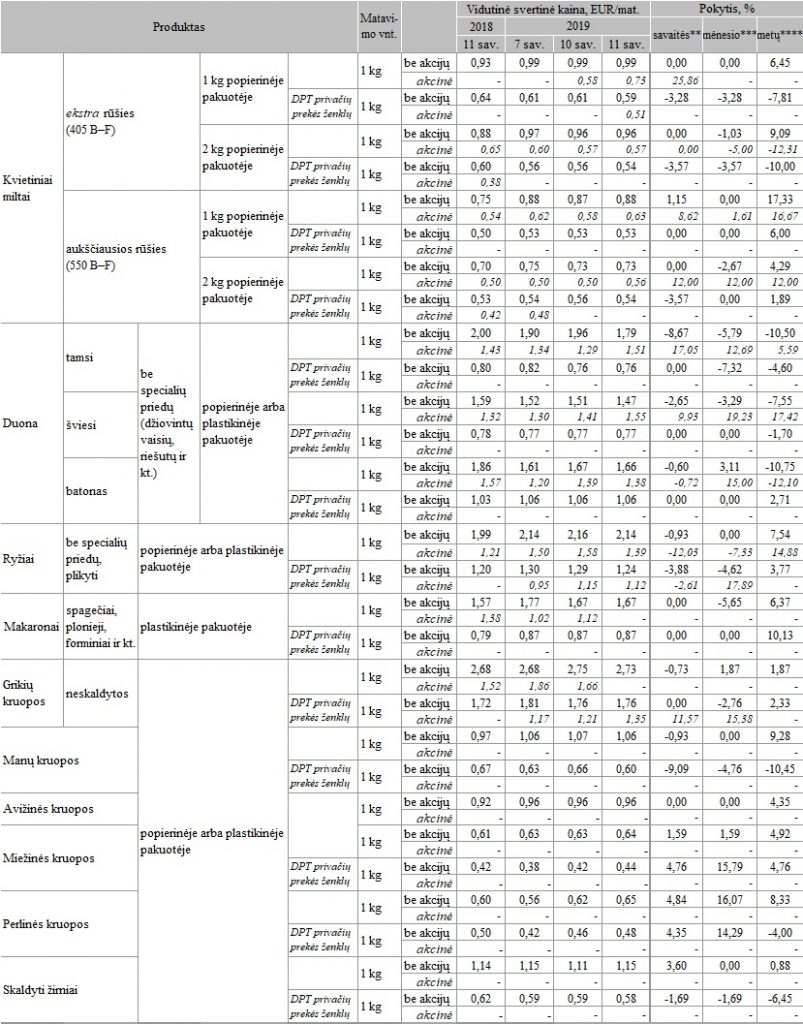 Produktas Matavi- Vidutinė svertinė kaina, EUR/mat. Pokytis, %
mo vnt. 2018 2019 savaitės** mėnesio*** metų****
11 sav. 7 sav. 10 sav. 11 sav.
Kvietiniai miltai ekstra rūšies (405 B–F) 1 kg popierinėje pakuotėje 1 kg be akcijų 0,93 0,99 0,99 0,99 0,00 0,00 6,45
akcinė - - 0,58 0,73 25,86 - -
DPT privačių prekės ženklų 1 kg be akcijų 0,64 0,61 0,61 0,59 -3,28 -3,28 -7,81
akcinė - - - 0,51 - - -
2 kg popierinėje pakuotėje 1 kg be akcijų 0,88 0,97 0,96 0,96 0,00 -1,03 9,09
akcinė 0,65 0,60 0,57 0,57 0,00 -5,00 -12,31
DPT privačių prekės ženklų 1 kg be akcijų 0,60 0,56 0,56 0,54 -3,57 -3,57 -10,00
akcinė 0,38 - - - - - -
aukščiausios rūšies (550 B–F) 1 kg popierinėje pakuotėje 1 kg be akcijų 0,75 0,88 0,87 0,88 1,15 0,00 17,33
akcinė 0,54 0,62 0,58 0,63 8,62 1,61 16,67
DPT privačių prekės ženklų 1 kg be akcijų 0,50 0,53 0,53 0,53 0,00 0,00 6,00
akcinė - - - - - - -
2 kg popierinėje pakuotėje 1 kg be akcijų 0,70 0,75 0,73 0,73 0,00 -2,67 4,29
akcinė 0,50 0,50 0,50 0,56 12,00 12,00 12,00
DPT privačių prekės ženklų 1 kg be akcijų 0,53 0,54 0,56 0,54 -3,57 0,00 1,89
akcinė 0,42 0,48 - - - - -
Duona tamsi be specialių priedų (džiovintų vaisių, riešutų ir kt.) popierinėje arba plastikinėje pakuotėje 1 kg be akcijų 2,00 1,90 1,96 1,79 -8,67 -5,79 -10,50
akcinė 1,43 1,34 1,29 1,51 17,05 12,69 5,59
DPT privačių prekės ženklų 1 kg be akcijų 0,80 0,82 0,76 0,76 0,00 -7,32 -4,60
akcinė - - - - - - -
šviesi 1 kg be akcijų 1,59 1,52 1,51 1,47 -2,65 -3,29 -7,55
akcinė 1,32 1,30 1,41 1,55 9,93 19,23 17,42
DPT privačių prekės ženklų 1 kg be akcijų 0,78 0,77 0,77 0,77 0,00 0,00 -1,70
akcinė - - - - - - -
batonas 1 kg be akcijų 1,86 1,61 1,67 1,66 -0,60 3,11 -10,75
akcinė 1,57 1,20 1,39 1,38 -0,72 15,00 -12,10
DPT privačių prekės ženklų 1 kg be akcijų 1,03 1,06 1,06 1,06 0,00 0,00 2,71
akcinė - - - - - - -
Ryžiai be specialių priedų, plikyti popierinėje arba plastikinėje pakuotėje 1 kg be akcijų 1,99 2,14 2,16 2,14 -0,93 0,00 7,54
akcinė 1,21 1,50 1,58 1,39 -12,03 -7,33 14,88
DPT privačių prekės ženklų 1 kg be akcijų 1,20 1,30 1,29 1,24 -3,88 -4,62 3,77
akcinė - 0,95 1,15 1,12 -2,61 17,89 -
Makaronai spagečiai, plonieji, forminiai ir kt. plastikinėje pakuotėje 1 kg be akcijų 1,57 1,77 1,67 1,67 0,00 -5,65 6,37
akcinė 1,38 1,02 1,12 - - - -
DPT privačių prekės ženklų 1 kg be akcijų 0,79 0,87 0,87 0,87 0,00 0,00 10,13
akcinė - - - - - - -
Grikių kruopos neskaldytos popierinėje arba plastikinėje pakuotėje 1 kg be akcijų 2,68 2,68 2,75 2,73 -0,73 1,87 1,87
akcinė 1,52 1,86 1,66 - - - -
DPT privačių prekės ženklų 1 kg be akcijų 1,72 1,81 1,76 1,76 0,00 -2,76 2,33
akcinė - 1,17 1,21 1,35 11,57 15,38 -
Manų kruopos 1 kg be akcijų 0,97 1,06 1,07 1,06 -0,93 0,00 9,28
akcinė - - - - - - -
DPT privačių prekės ženklų 1 kg be akcijų 0,67 0,63 0,66 0,60 -9,09 -4,76 -10,45
akcinė - - - - - - -
Avižinės kruopos 1 kg be akcijų 0,92 0,96 0,96 0,96 0,00 0,00 4,35
akcinė - - - - - - -
Miežinės kruopos 1 kg be akcijų 0,61 0,63 0,63 0,64 1,59 1,59 4,92
akcinė - - - - - - -
DPT privačių prekės ženklų 1 kg be akcijų 0,42 0,38 0,42 0,44 4,76 15,79 4,76
akcinė - - - - - - -
Perlinės kruopos 1 kg be akcijų 0,60 0,56 0,62 0,65 4,84 16,07 8,33
akcinė - - - - - - -
DPT privačių prekės ženklų 1 kg be akcijų 0,50 0,42 0,46 0,48 4,35 14,29 -4,00
akcinė - - - - - - -
Skaldyti žirniai 1 kg be akcijų 1,14 1,15 1,11 1,15 3,60 0,00 0,88
akcinė - - - - - - -
DPT privačių prekės ženklų 1 kg be akcijų 0,62 0,59 0,59 0,58 -1,69 -1,69 -6,45
akcinė - - - - - - -